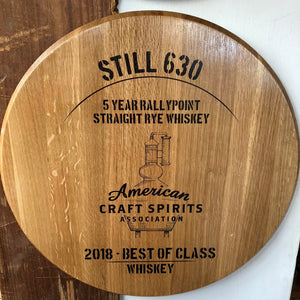 STILL 630
5 YEAR RALLYPOINT
STRAIGHT RYE WHISKEY
American
CRAFT SPIRITS
ASSOCIATION
2018 - BEST OF CLASS
WHISKEY